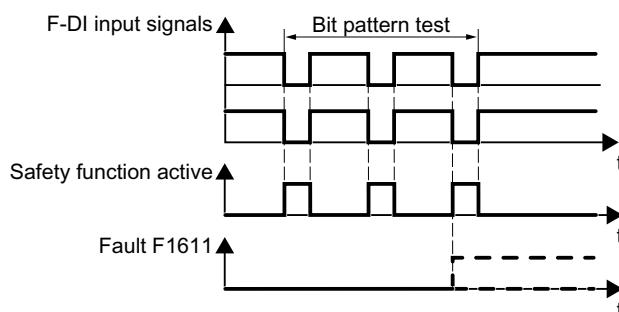 F-DI input signals
Bit pattern test
t
Safety function active
t
Fault F1611
t